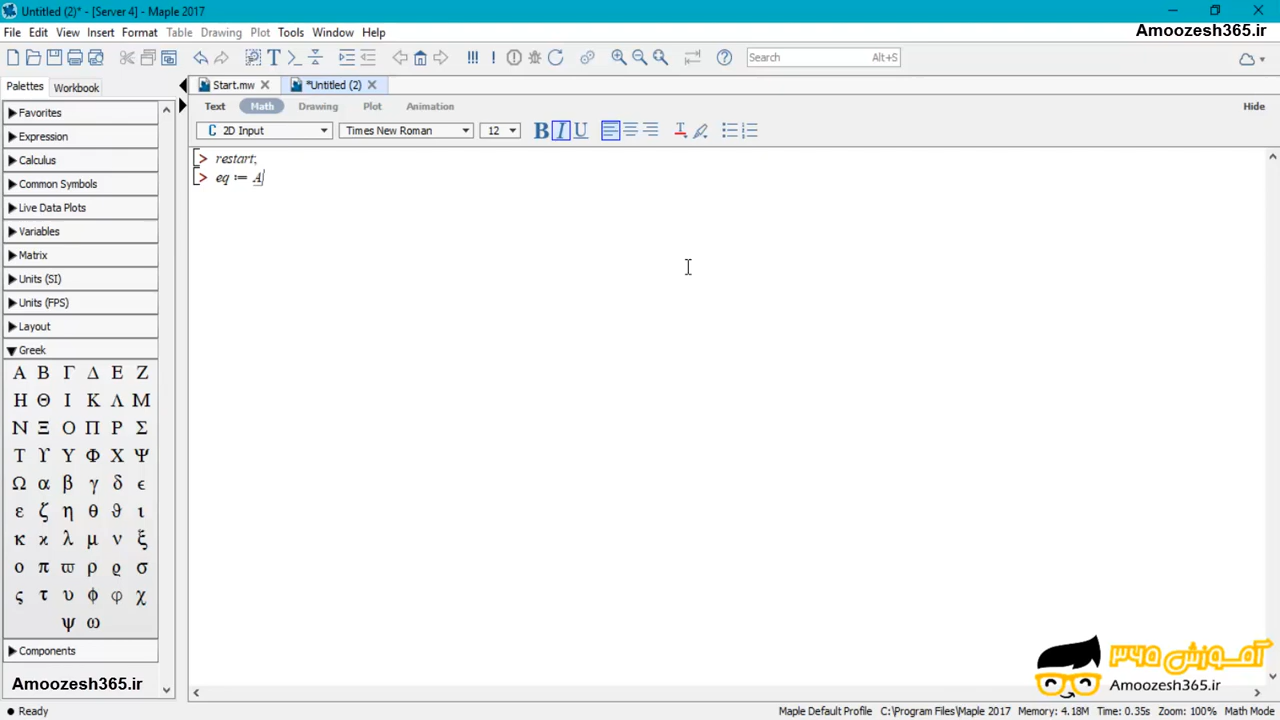 Untitled (2)* - [Server 4] - Maple 2017
File Edit View Insert Format Table Drawing Plot Tools Window Help
Amoozesh365.ir
Search Alt+S
Palettes Workbook
Start.mw *Untitled (2)
Text Math Drawing Plot Animation Hide
C 2D Input Times New Roman 12 B I U
Favorites
Expression
Calculus
Common Symbols
Live Data Plots
Variables
Matrix
Units (SI)
Units (FPS)
Layout
Greek
Α Β Γ Δ Ε Ζ
Η Θ Ι Κ Λ Μ
Ν Ξ Ο Π Ρ Σ
Τ ϒ Υ Φ Χ Ψ
Ω α β γ δ ϵ
ε ζ η θ ϑ ι
κ ϰ λ μ ν ξ
ο π ϖ ρ ϱ σ
ς τ υ ϕ φ χ
ψ ω
Components
> restart;
> eq := A
Amoozesh365.ir
آمـوزش ۳۶۵
Amoozesh365.ir
Ready
Maple Default Profile C:\Program Files\Maple 2017 Memory: 4.18M Time: 0.35s Zoom: 100% Math Mode